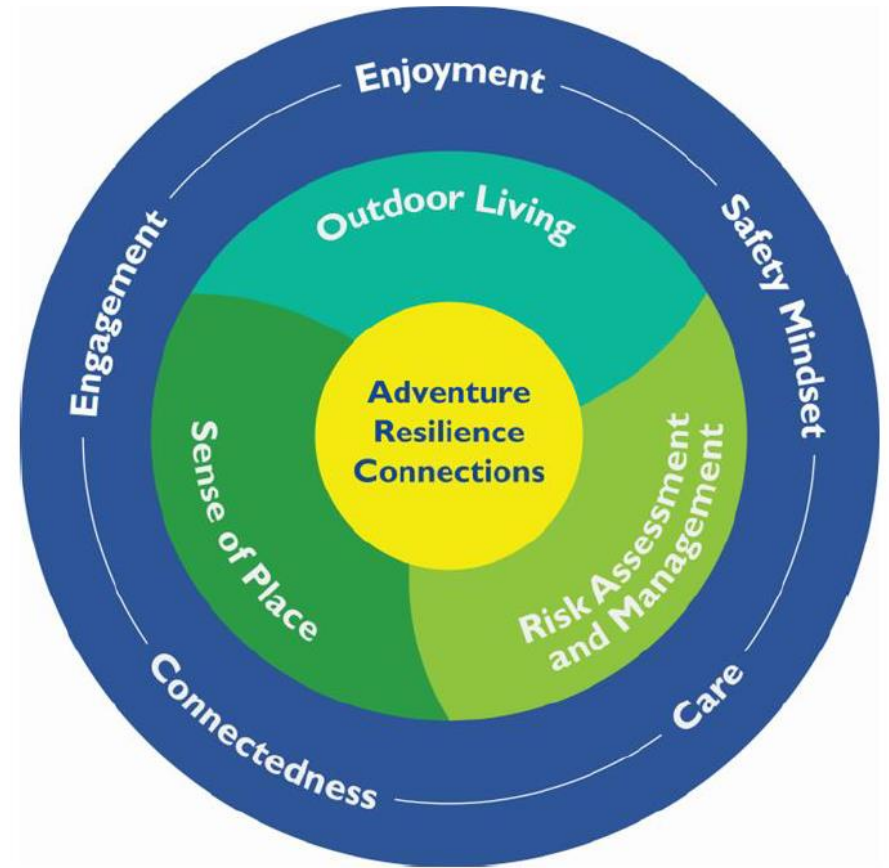 Enjoyment
Safety Mindset
Care
Connectedness
Engagement
Outdoor Living
Risk Assessment
and Management
Sense of Place
Adventure
Resilience
Connections